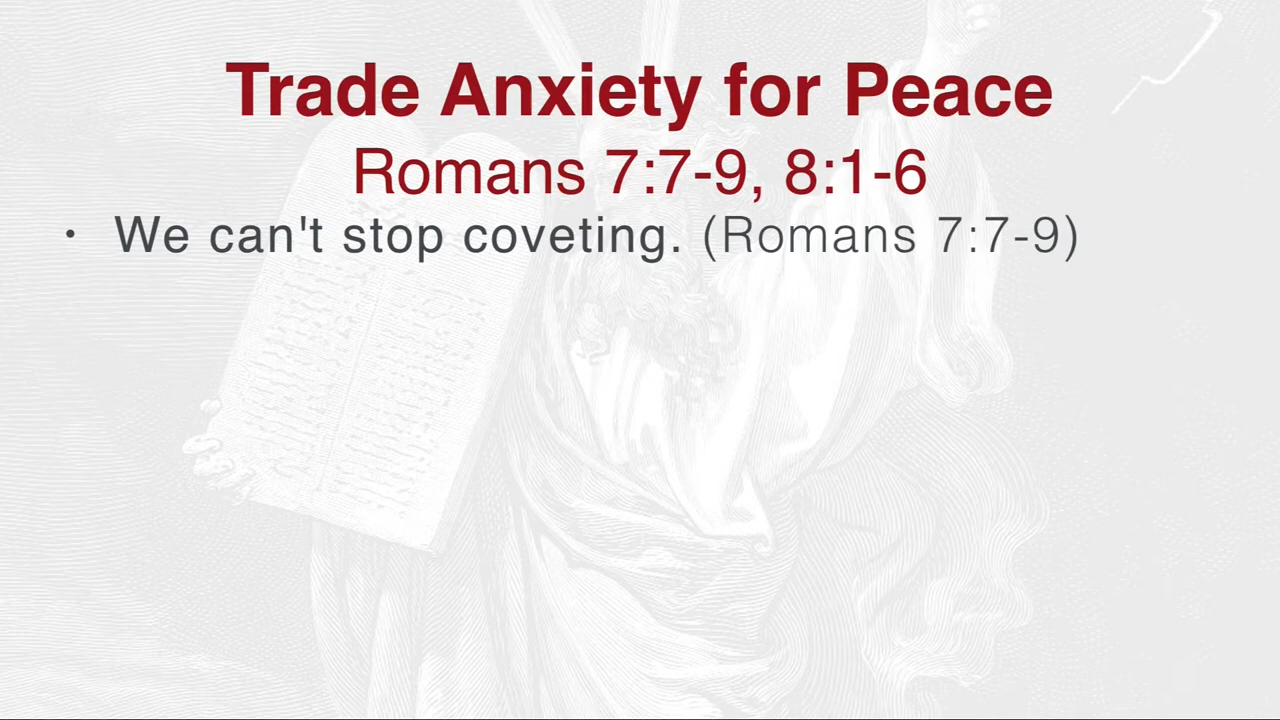 Trade Anxiety for Peace
Romans 7:7-9, 8:1-6
• We can't stop coveting. (Romans 7:7-9)